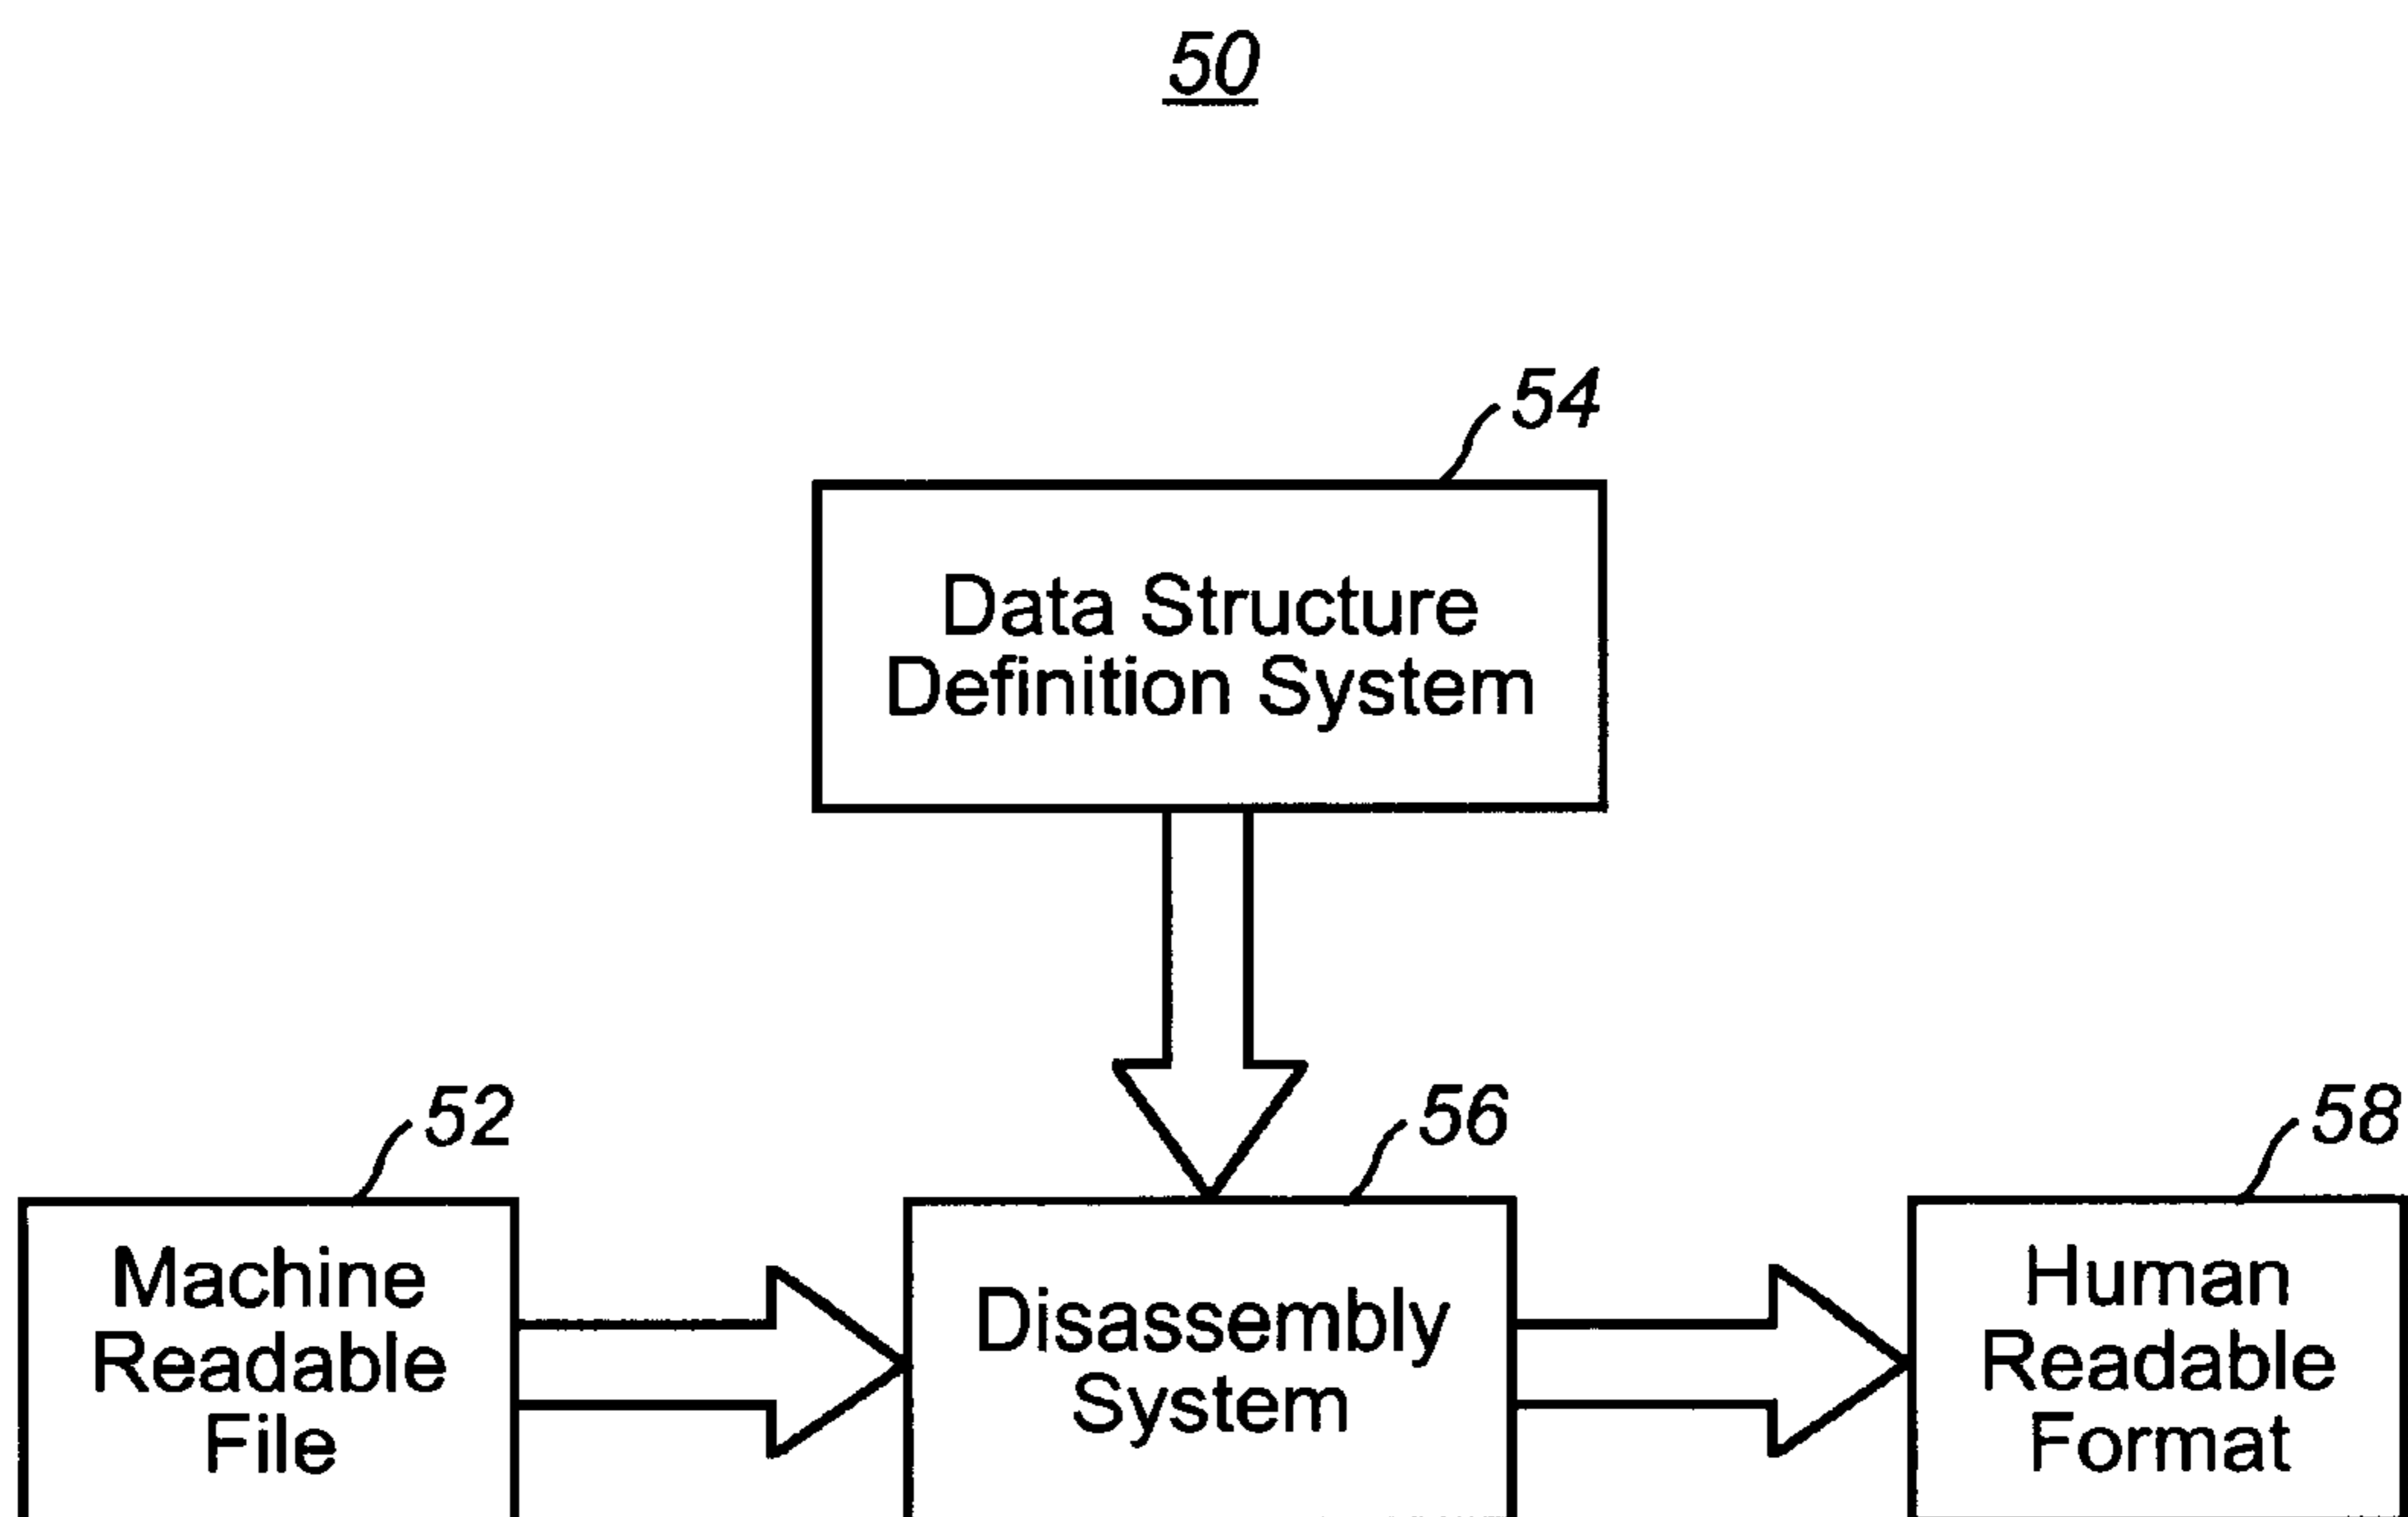 50
54
Data Structure
Definition System
52
56
58
Machine
Readable
File
Disassembly
System
Human
Readable
Format